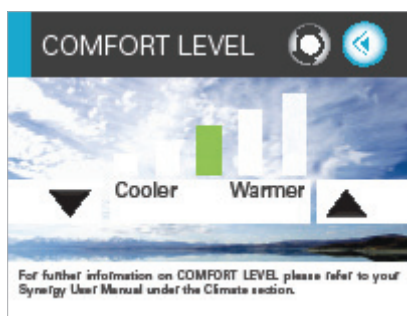 COMFORT LEVEL
Cooler Warmer
For further information on COMFORT LEVEL please refer to your
Synergy User Manual under the Climate section.